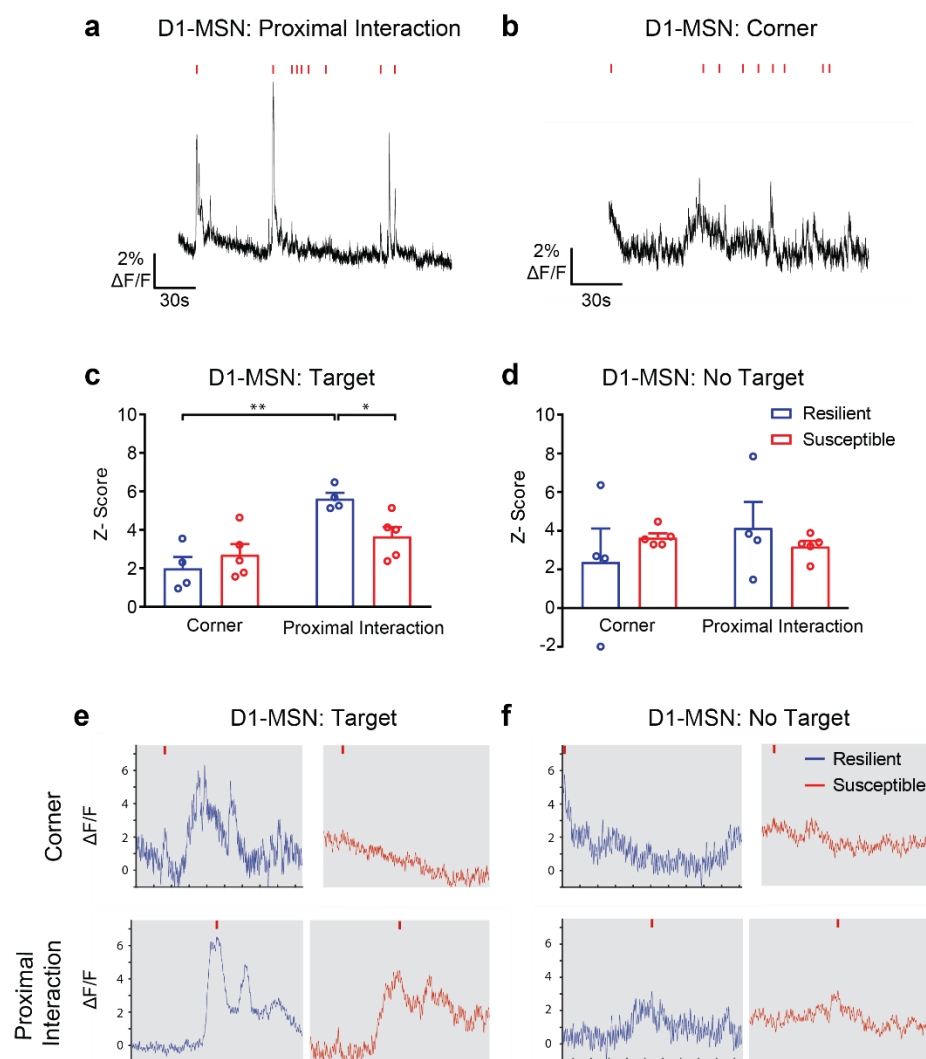 a
D1-MSN: Proximal Interaction
2%
ΔF/F
30s
b
D1-MSN: Corner
2%
ΔF/F
30s
c
D1-MSN: Target
**
*
10
8
6
4
2
0
Z- Score
Corner
Proximal Interaction
d
D1-MSN: No Target
Resilient
Susceptible
10
8
6
4
2
0
-2
Z- Score
Corner
Proximal Interaction
e
D1-MSN: Target
Corner
ΔF/F
6
4
2
0
Proximal
Interaction
ΔF/F
6
4
2
0
f
D1-MSN: No Target
Resilient
Susceptible
6
4
2
0
6
4
2
0